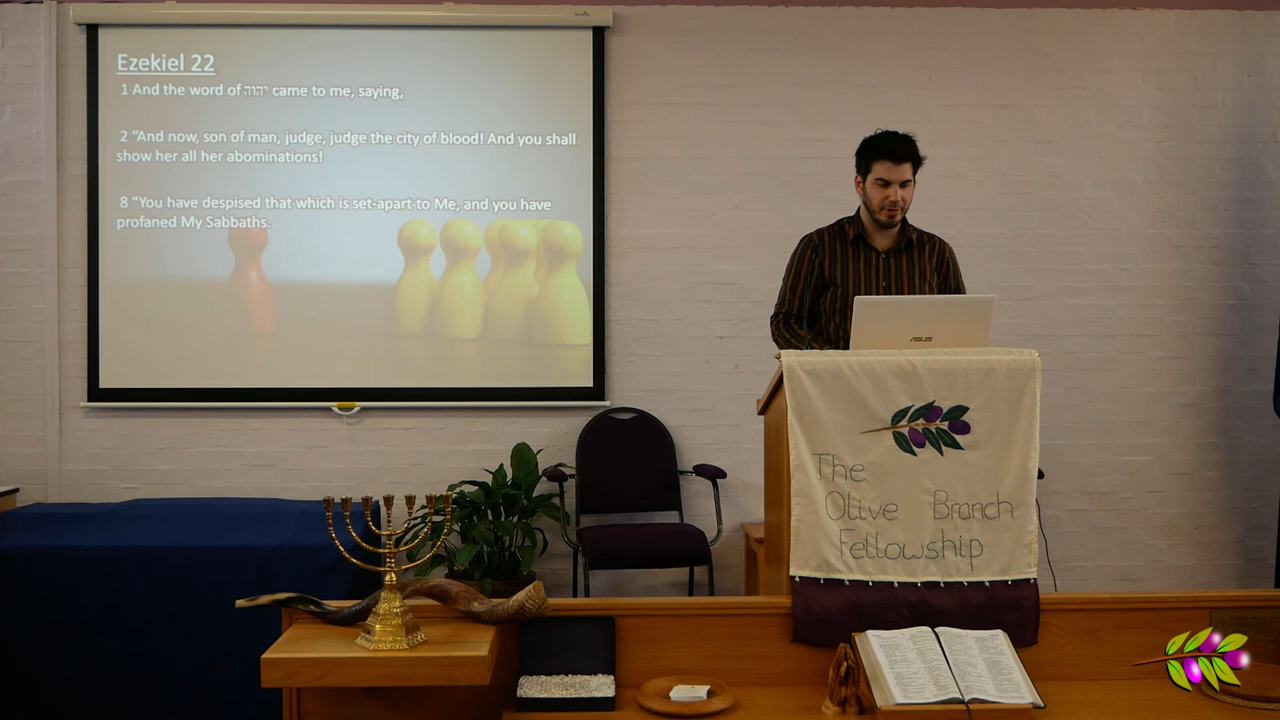 Ezekiel 22
1 And the word of יהוה came to me, saying,
2 “And now, son of man, judge, judge the city of blood! And you shall
show her all her abominations!
8 “You have despised that which is set-apart to Me, and you have
profaned My Sabbaths.
ASUS
The
Olive Branch
Fellowship